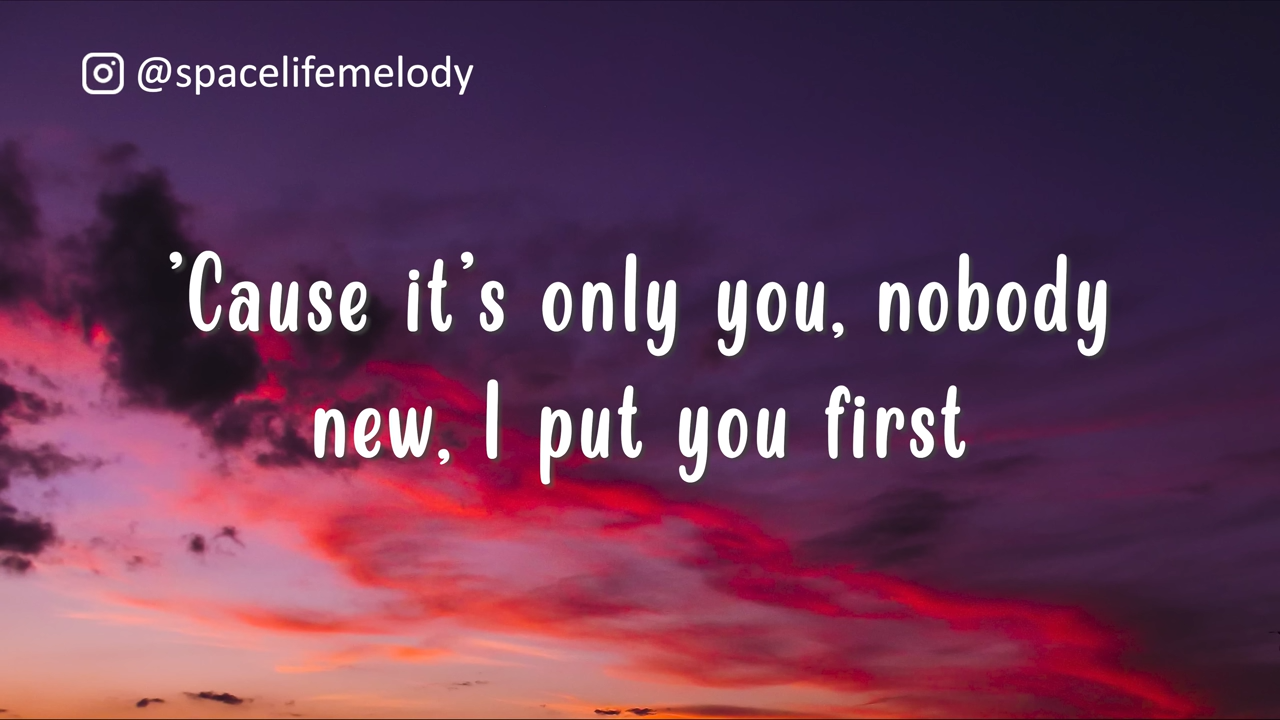 @spacelifemelody
’Cause it’s only you, nobody
new, I put you first